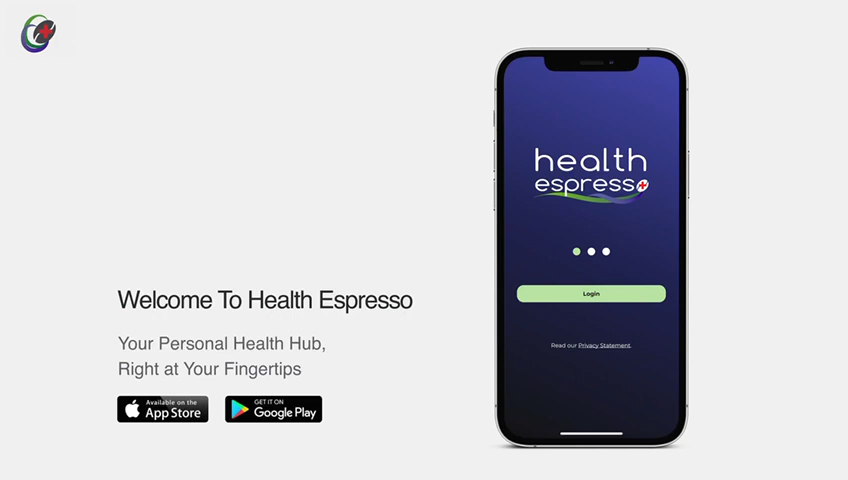 Welcome To Health Espresso
Your Personal Health Hub,
Right at Your Fingertips
Available on the
App Store
GET IT ON
Google Play
health
espresso
Login
Read our Privacy Statement.